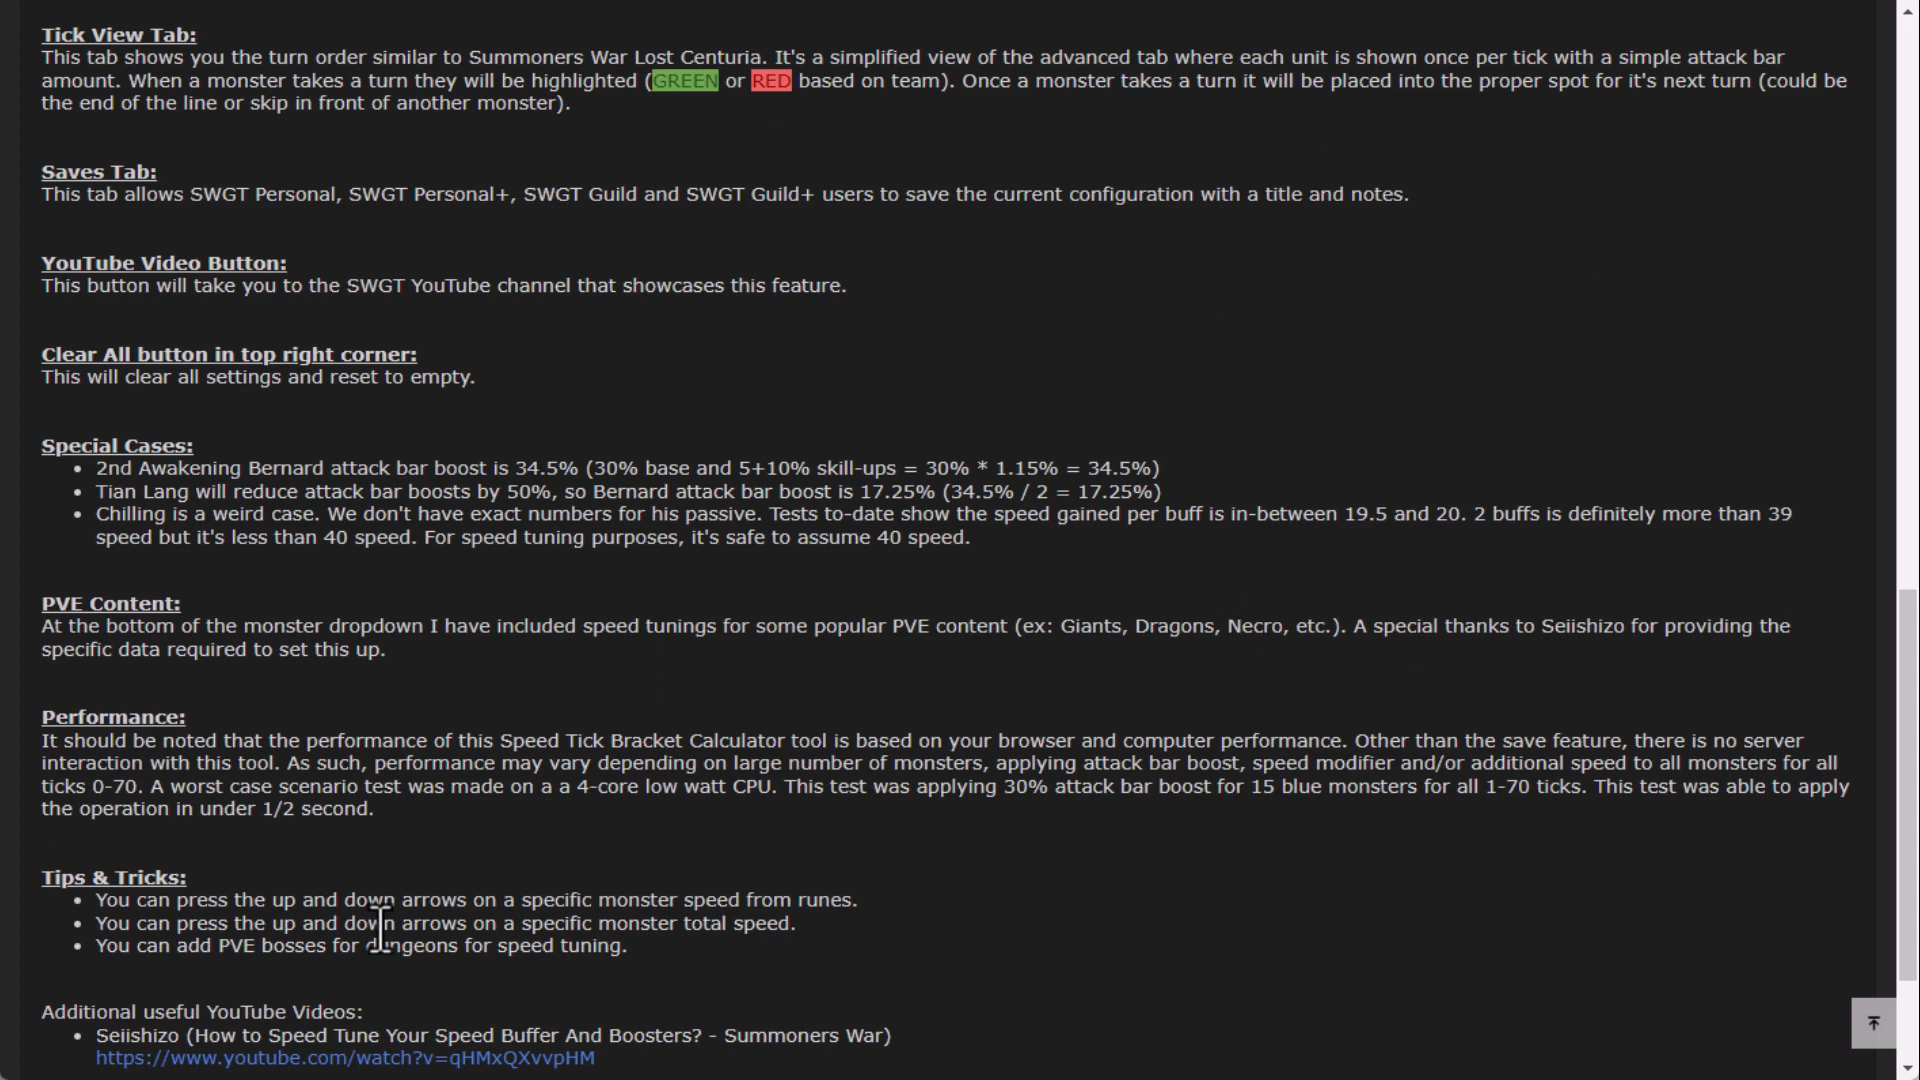 Tick View Tab:
This tab shows you the turn order similar to Summoners War Lost Centuria. It's a simplified view of the advanced tab where each unit is shown once per tick with a simple attack bar
amount. When a monster takes a turn they will be highlighted (GREEN or RED based on team). Once a monster takes a turn it will be placed into the proper spot for it's next turn (could be
the end of the line or skip in front of another monster).
Saves Tab:
This tab allows SWGT Personal, SWGT Personal+, SWGT Guild and SWGT Guild+ users to save the current configuration with a title and notes.
YouTube Video Button:
This button will take you to the SWGT YouTube channel that showcases this feature.
Clear All button in top right corner:
This will clear all settings and reset to empty.
Special Cases:
• 2nd Awakening Bernard attack bar boost is 34.5% (30% base and 5+10% skill-ups = 30% * 1.15% = 34.5%)
• Tian Lang will reduce attack bar boosts by 50%, so Bernard attack bar boost is 17.25% (34.5% / 2 = 17.25%)
• Chilling is a weird case. We don't have exact numbers for his passive. Tests to-date show the speed gained per buff is in-between 19.5 and 20. 2 buffs is definitely more than 39
speed but it's less than 40 speed. For speed tuning purposes, it's safe to assume 40 speed.
PVE Content:
At the bottom of the monster dropdown I have included speed tunings for some popular PVE content (ex: Giants, Dragons, Necro, etc.). A special thanks to Seiishizo for providing the
specific data required to set this up.
Performance:
It should be noted that the performance of this Speed Tick Bracket Calculator tool is based on your browser and computer performance. Other than the save feature, there is no server
interaction with this tool. As such, performance may vary depending on large number of monsters, applying attack bar boost, speed modifier and/or additional speed to all monsters for all
ticks 0-70. A worst case scenario test was made on a a 4-core low watt CPU. This test was applying 30% attack bar boost for 15 blue monsters for all 1-70 ticks. This test was able to apply
the operation in under 1/2 second.
Tips & Tricks:
• You can press the up and down arrows on a specific monster speed from runes.
• You can press the up and down arrows on a specific monster total speed.
• You can add PVE bosses for dungeons for speed tuning.
Additional useful YouTube Videos:
• Seiishizo (How to Speed Tune Your Speed Buffer And Boosters? - Summoners War)
https://www.youtube.com/watch?v=qHMxQXvvpHM